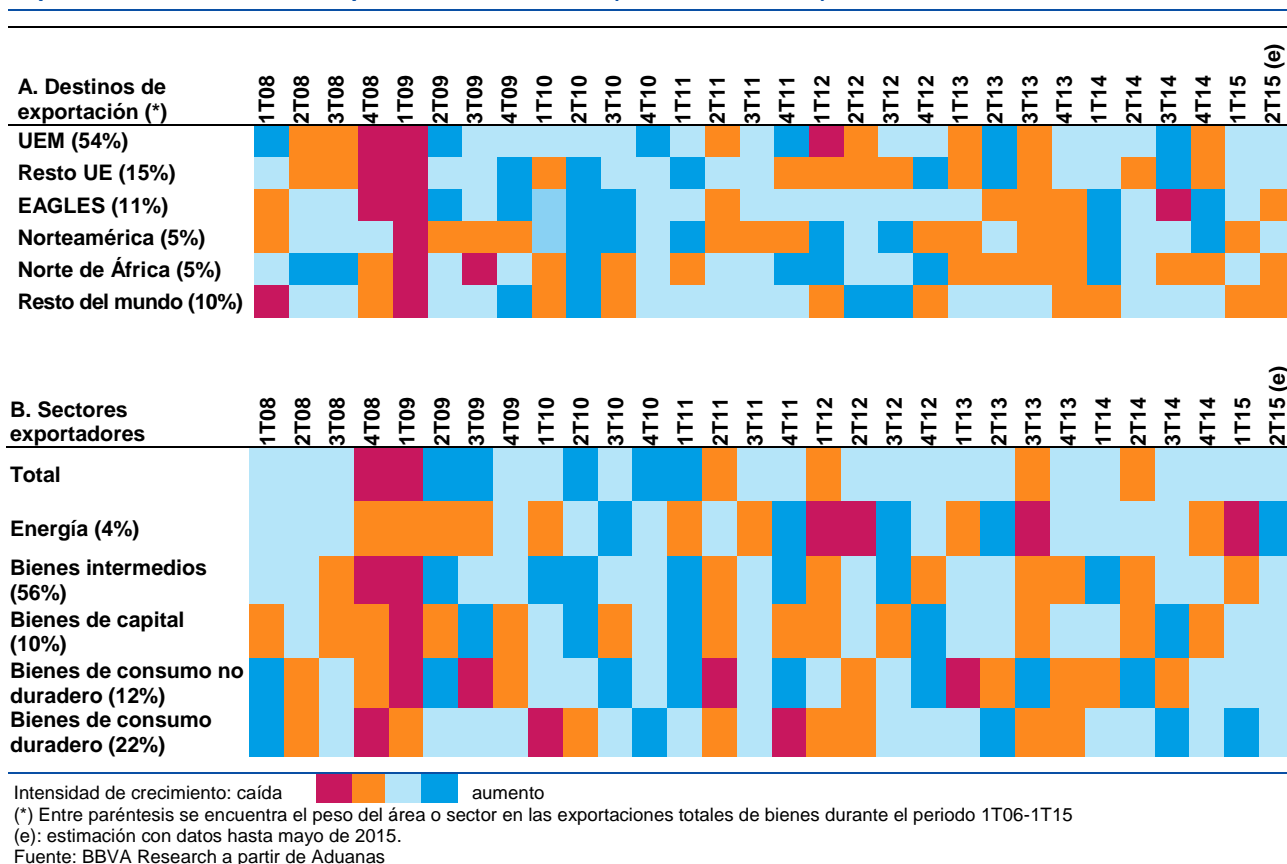 A. Destinos de exportación (*)
1T08 2T08 3T08 4T08 1T09 2T09 3T09 4T09 1T10 2T10 3T10 4T10 1T11 2T11 3T11 4T11 1T12 2T12 3T12 4T12 1T13 2T13 3T13 4T13 1T14 2T14 3T14 4T14 1T15 2T15 (e)
UEM (54%)
Resto UE (15%)
EAGLES (11%)
Norteamérica (5%)
Norte de África (5%)
Resto del mundo (10%)
B. Sectores
exportadores
1T08 2T08 3T08 4T08 1T09 2T09 3T09 4T09 1T10 2T10 3T10 4T10 1T11 2T11 3T11 4T11 1T12 2T12 3T12 4T12 1T13 2T13 3T13 4T13 1T14 2T14 3T14 4T14 1T15 2T15 (e)
Total
Energía (4%)
Bienes intermedios
(56%)
Bienes de capital
(10%)
Bienes de consumo no
duradero (12%)
Bienes de consumo
duradero (22%)
Intensidad de crecimiento: caída aumento
(*) Entre paréntesis se encuentra el peso del área o sector en las exportaciones totales de bienes durante el periodo 1T06-1T15
(e): estimación con datos hasta mayo de 2015.
Fuente: BBVA Research a partir de Aduanas